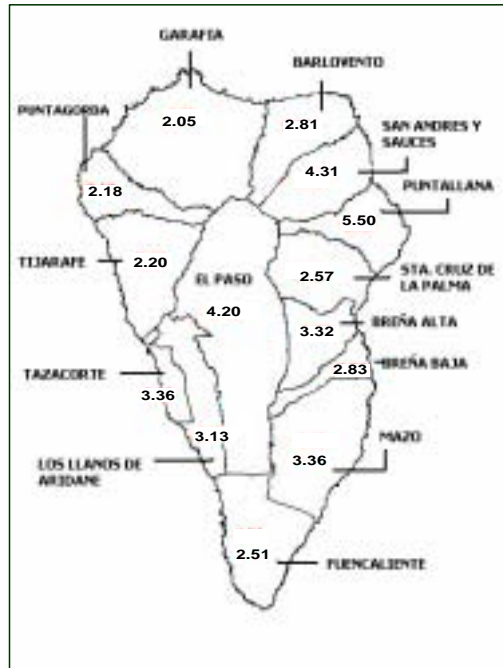 GARAFIA
BARLOVENTO
2.05
2.81
PUNTAGORDA
SAN ANDRES Y
SAUCES
4.31
PUNTALLANA
2.18
5.50
TIJARAFE
2.20
EL PASO
2.57
STA. CRUZ DE
LA PALMA
4.20
3.32
BREÑA ALTA
2.83
BREÑA BAJA
TAZACORTE
3.36
3.13
MAZO
3.36
LOS LLANOS DE
ARIDANE
2.51
FUENCALIENTE